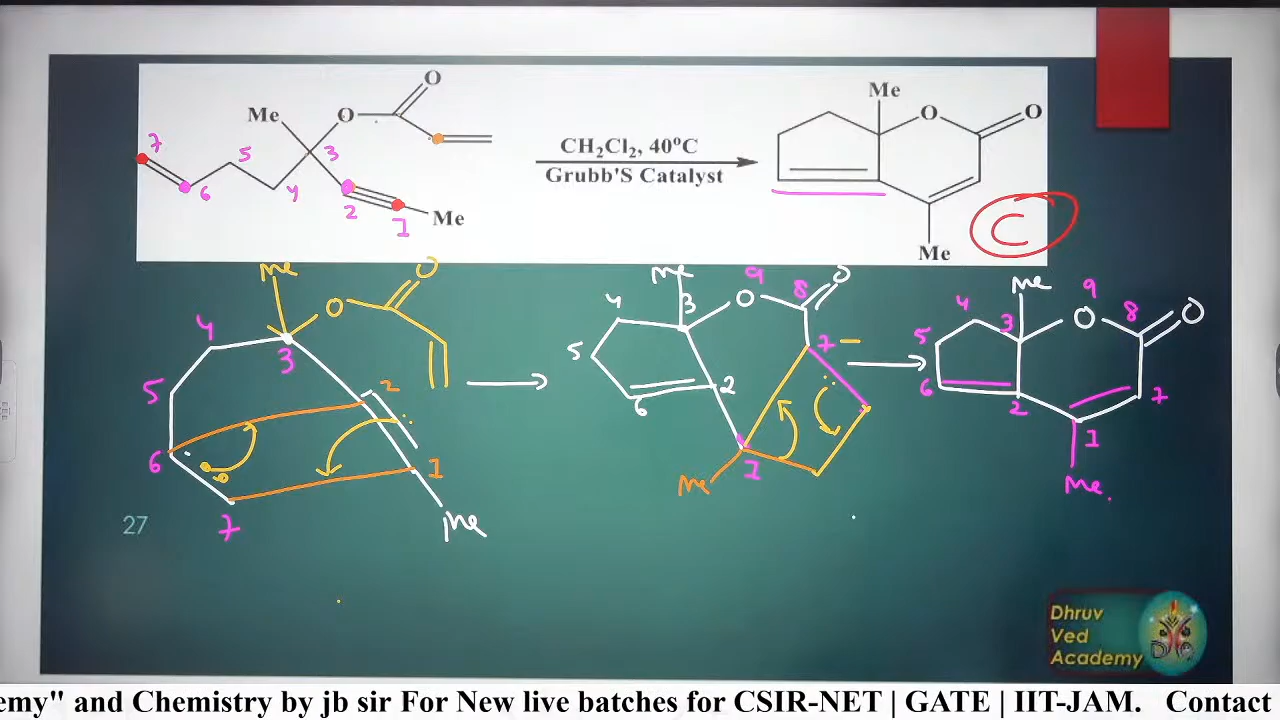 O
Me
O
7
3
5
CH₂Cl₂, 40⁰C
Grubb'S Catalyst
6
4
2
1
Me
Me
O
O
Me
C
Me
O
O
4
3
2
5
6
1
7
Me
Me
9
O
8
O
4
3
7
5
2
6
1
Me
Me
9
O
8
O
4
3
5
6
2
7
1
Me
27
Dhruv
Ved
Academy
emy" and Chemistry by jb sir For New live batches for CSIR-NET | GATE | IIT-JAM. Contact